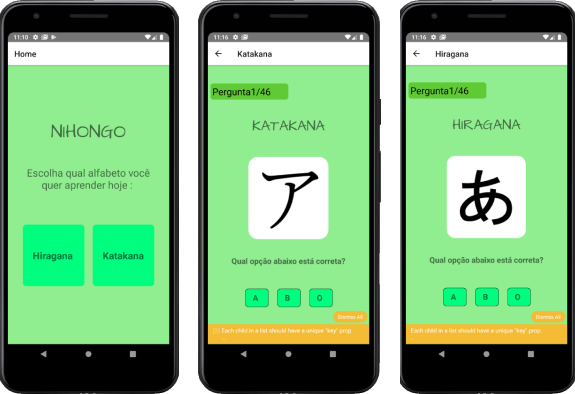 11:10
Home
NIHONGO
Escolha qual alfabeto você
quer aprender hoje :
Hiragana
Katakana
11:16
Katakana
Pergunta1/46
KATAKANA
ア
Qual opção abaixo está correta?
A
B
O
Dismiss All
Each child in a list should have a unique "key" prop
11:16
Hiragana
Pergunta1/46
HIRAGANA
あ
Qual opção abaixo está correta?
A
B
O
Dismiss All
Each child in a list should have a unique "key" prop